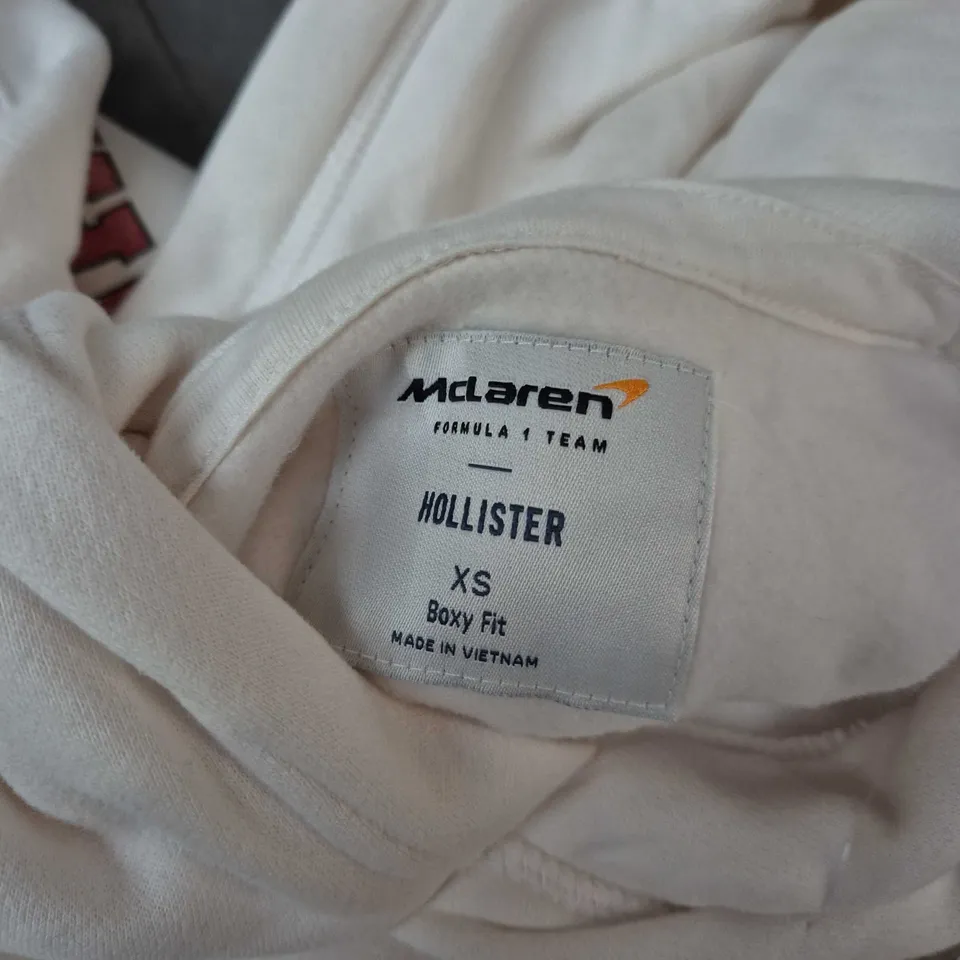 McLaren
FORMULA 1 TEAM
HOLLISTER
XS
Boxy Fit
MADE IN VIETNAM